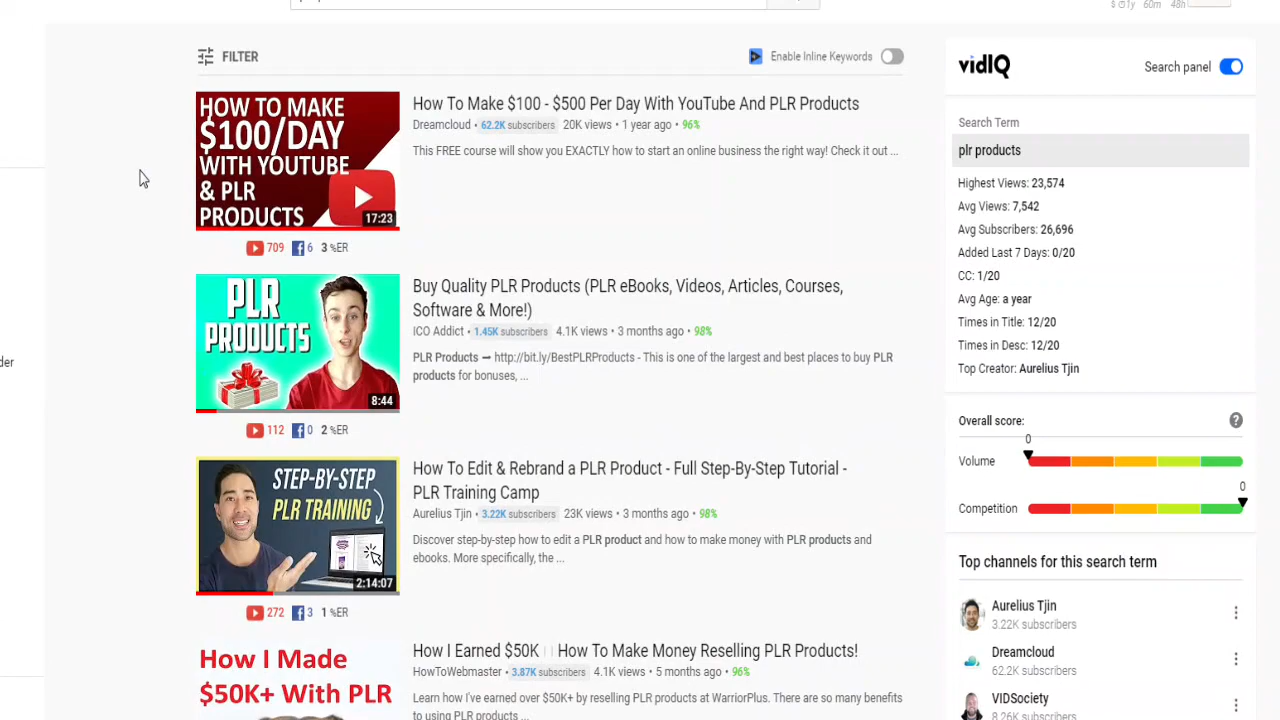 $ 1y 60m 48h
FILTER
Enable Inline Keywords
HOW TO MAKE
$100/DAY
WITH YOUTUBE
& PLR
PRODUCTS
17:23
How To Make $100 - $500 Per Day With YouTube And PLR Products
Dreamcloud • 62.2K subscribers 20K views • 1 year ago • 96%
This FREE course will show you EXACTLY how to start an online business the right way! Check it out ...
709 6 3 %ER
PLR
PRODUCTS
8:44
Buy Quality PLR Products (PLR eBooks, Videos, Articles, Courses,
Software & More!)
ICO Addict • 1.45K subscribers 4.1K views • 3 months ago • 98%
PLR Products ➞ http://bit.ly/BestPLRProducts - This is one of the largest and best places to buy PLR
products for bonuses, ...
112 0 2 %ER
STEP-BY-STEP
PLR TRAINING
2:14:07
How To Edit & Rebrand a PLR Product - Full Step-By-Step Tutorial -
PLR Training Camp
Aurelius Tjin • 3.22K subscribers 23K views • 3 months ago • 98%
Discover step-by-step how to edit a PLR product and how to make money with PLR products and
ebooks. More specifically, the ...
272 3 1 %ER
How I Made
$50K+ With PLR
How I Earned $50K How To Make Money Reselling PLR Products!
HowToWebmaster • 3.87K subscribers 4.1K views • 5 months ago • 96%
Learn how I've earned over $50K+ by reselling PLR products at WarriorPlus. There are so many benefits
to using PLR products ...
der
vidIQ
Search panel
Search Term
plr products
Highest Views: 23,574
Avg Views: 7,542
Avg Subscribers: 26,696
Added Last 7 Days: 0/20
CC: 1/20
Avg Age: a year
Times in Title: 12/20
Times in Desc: 12/20
Top Creator: Aurelius Tjin
Overall score: ?
0
Volume
0
Competition
Top channels for this search term
Aurelius Tjin
3.22K subscribers
Dreamcloud
62.2K subscribers
VIDSociety
8.26K subscribers